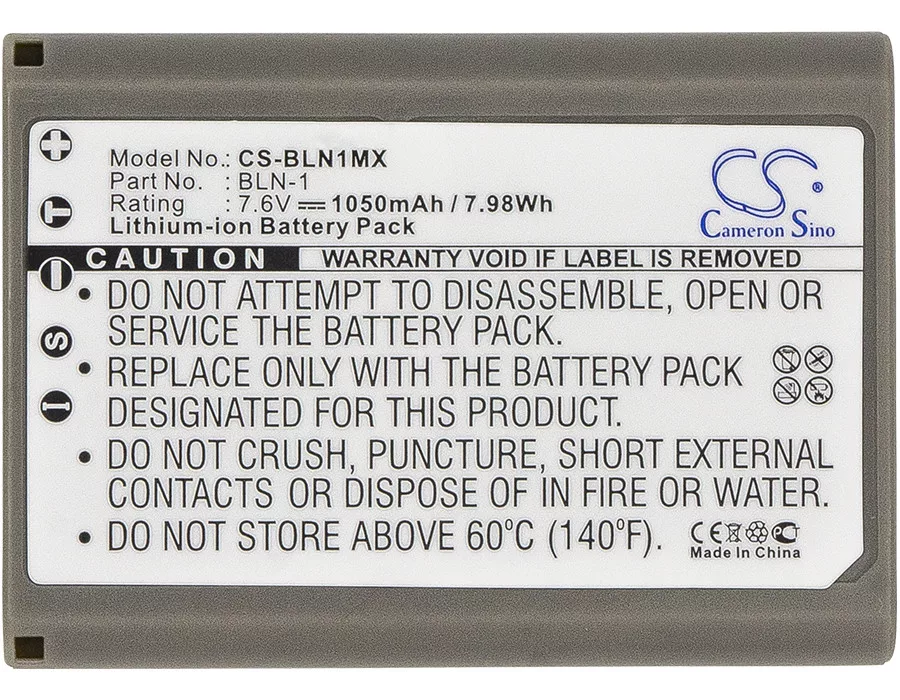 Model No.: CS-BLN1MX
Part No. : BLN-1
Rating : 7.6V 1050mAh / 7.98Wh
Lithium-ion Battery Pack
CS®
Cameron Sino
CAUTION WARRANTY VOID IF LABEL IS REMOVED
• DO NOT ATTEMPT TO DISASSEMBLE, OPEN OR
SERVICE THE BATTERY PACK.
• REPLACE ONLY WITH THE BATTERY PACK
DESIGNATED FOR THIS PRODUCT.
• DO NOT CRUSH, PUNCTURE, SHORT EXTERNAL
CONTACTS OR DISPOSE OF IN FIRE OR WATER.
• DO NOT STORE ABOVE 60°C (140°F).
CE
Made In China
+
T
I
S
I